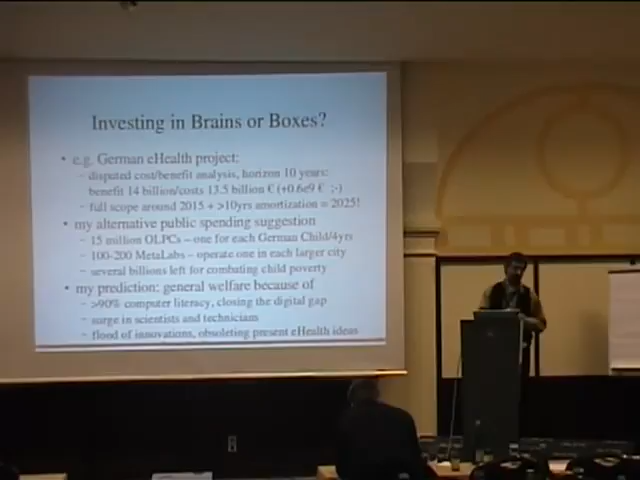 Investing in Brains or Boxes?
• e.g. German eHealth project:
– disputed cost/benefit analysis, horizon 10 years:
benefit 14 billion/costs 13.5 billion € (+0.6e9 € ;-)
– full scope around 2015 + >10yrs amortization = 2025!
• my alternative public spending suggestion
– 15 million OLPCs – one for each German Child/4yrs
– 100-200 MetaLabs – operate one in each larger city
– several billions left for combating child poverty
• my prediction: general welfare because of
– >90% computer literacy, closing the digital gap
– surge in scientists and technicians
– flood of innovations, obsoleting present eHealth ideas